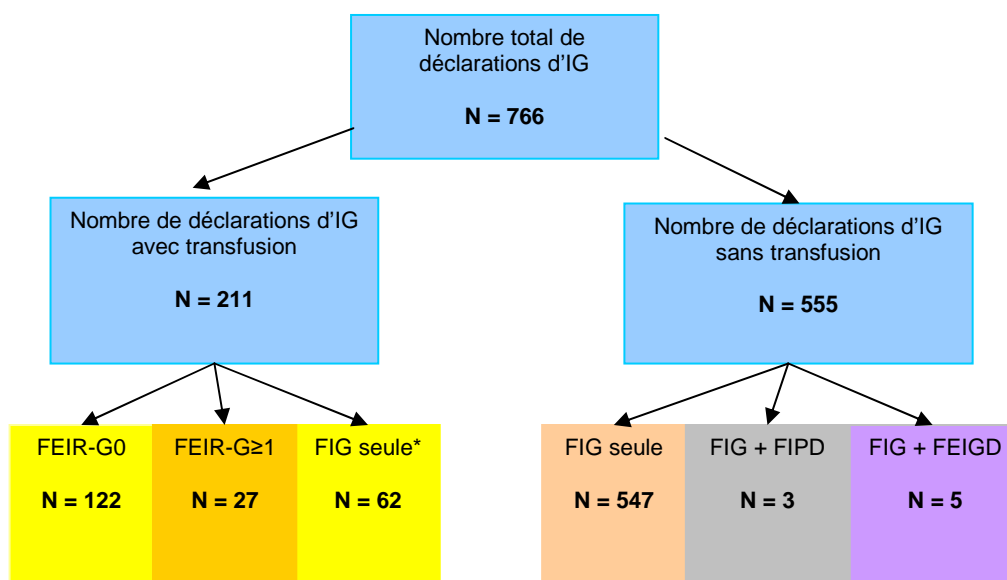 Nombre total de
déclarations d'IG
N = 766
Nombre de déclarations d'IG
avec transfusion
N = 211
Nombre de déclarations d'IG
sans transfusion
N = 555
FEIR-G0
N = 122
FEIR-G≥1
N = 27
FIG seule*
N = 62
FIG seule
N = 547
FIG + FIPD
N = 3
FIG + FEIGD
N = 5